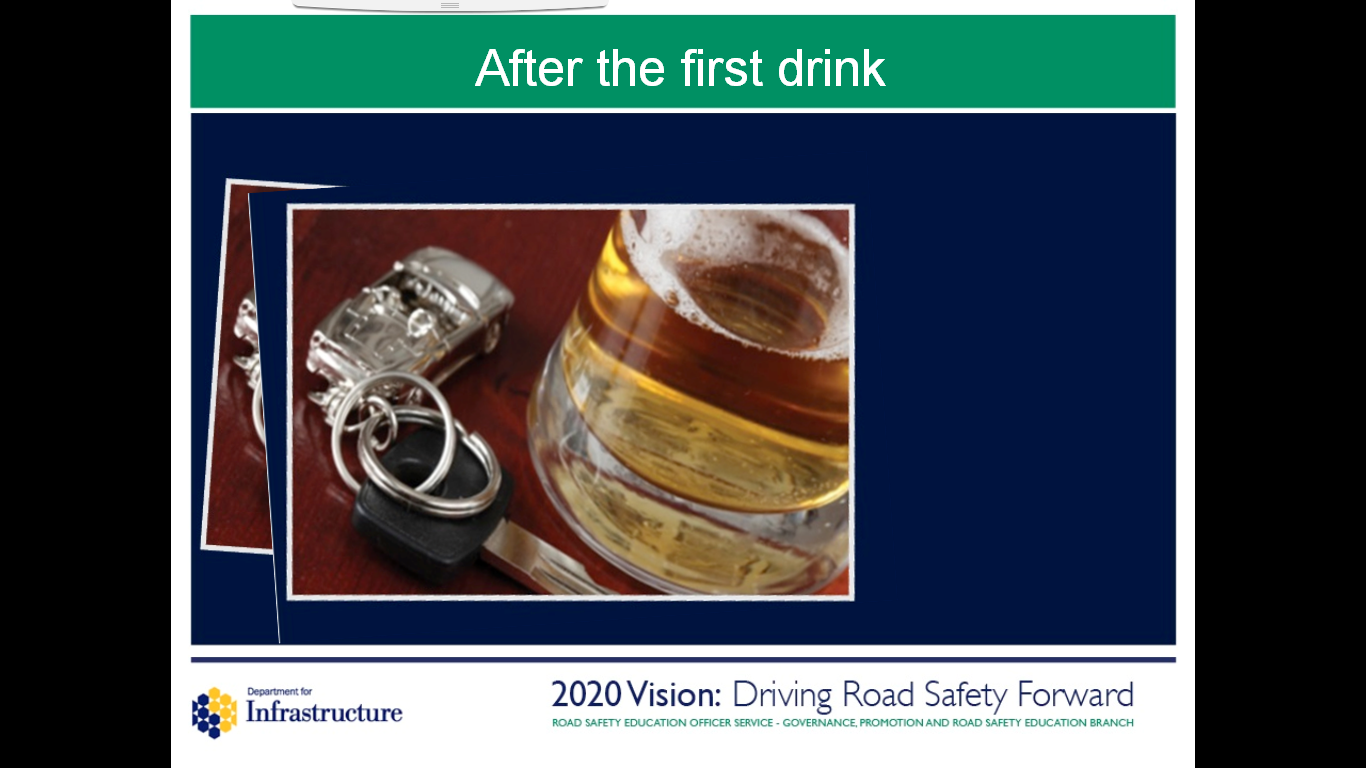 After the first drink
Department for
Infrastructure
2020 Vision: Driving Road Safety Forward
ROAD SAFETY EDUCATION OFFICER SERVICE - GOVERNANCE, PROMOTION AND ROAD SAFETY EDUCATION BRANCH